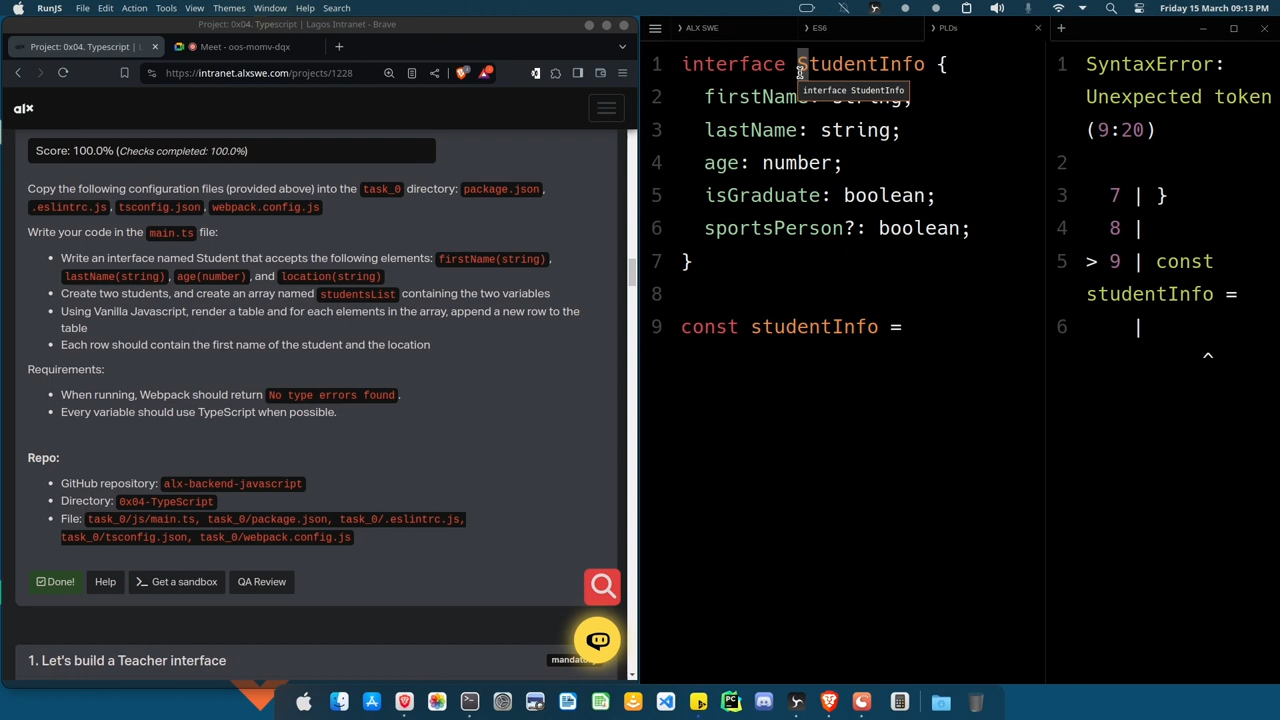 RunJS File Edit Action Tools View Themes Window Help Search Friday 15 March 09:13 PM
Project: 0x04. Typescript | Lagos Intranet - Brave
Project: 0x04. Typescript | L
Meet - oos-momv-dqx
https://intranet.alxswe.com/projects/1228
alx
Score: 100.0% (Checks completed: 100.0%)
Copy the following configuration files (provided above) into the task_0 directory: package.json,
.eslintrc.js, tsconfig.json, webpack.config.js
Write your code in the main.ts file:
Write an interface named Student that accepts the following elements: firstName(string),
lastName(string), age(number), and location(string)
Create two students, and create an array named studentsList containing the two variables
Using Vanilla Javascript, render a table and for each elements in the array, append a new row to the
table
Each row should contain the first name of the student and the location
Requirements:
When running, Webpack should return No type errors found.
Every variable should use TypeScript when possible.
Repo:
GitHub repository: alx-backend-javascript
Directory: 0x04-TypeScript
File: task_0/js/main.ts, task_0/package.json, task_0/.eslintrc.js,
task_0/tsconfig.json, task_0/webpack.config.js
Done! Help >_ Get a sandbox QA Review
1. Let's build a Teacher interface
ALX SWE ES6 PLDs
1 interface StudentInfo {
interface StudentInfo
2 firstName: string;
3 lastName: string;
4 age: number;
5 isGraduate: boolean;
6 sportsPerson?: boolean;
7 }
8
9 const studentInfo =
1 SyntaxError:
Unexpected token
(9:20)
2
3 7 | }
4 8 |
5 > 9 | const
studentInfo =
6 |
^